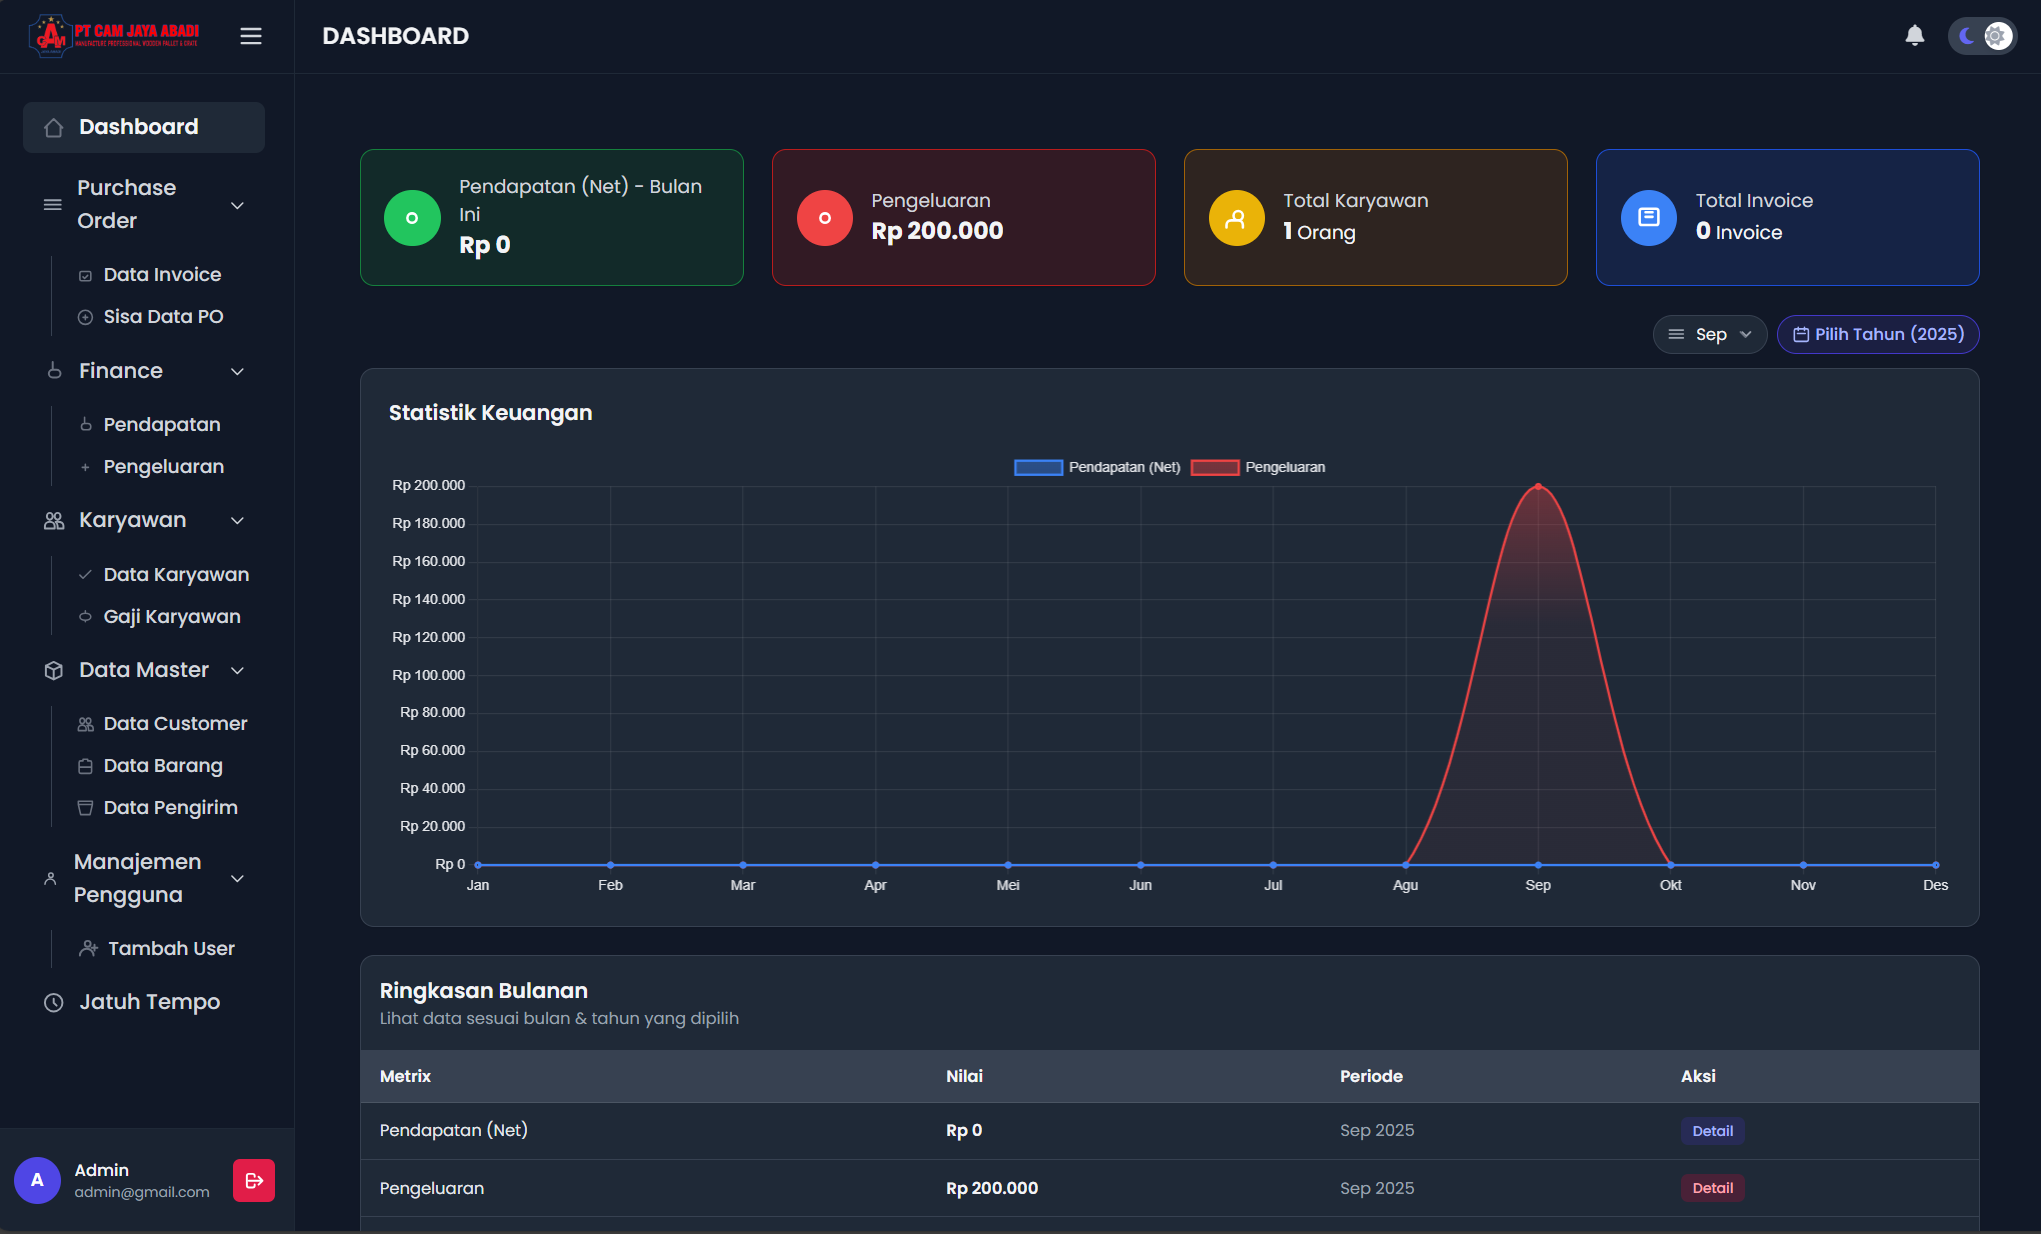 PT CAM JAYA ABADI
MANUFACTURE PROFESSIONAL WOODEN PALLET & CRATE
DASHBOARD
Dashboard
Purchase
Order
Data Invoice
Sisa Data PO
Finance
Pendapatan
Pengeluaran
Karyawan
Data Karyawan
Gaji Karyawan
Data Master
Data Customer
Data Barang
Data Pengirim
Manajemen
Pengguna
Tambah User
Jatuh Tempo
A
Admin
admin@gmail.com
Pendapatan (Net) - Bulan
Ini
Rp 0
Pengeluaran
Rp 200.000
Total Karyawan
1 Orang
Total Invoice
0 Invoice
Sep
Pilih Tahun (2025)
Statistik Keuangan
Pendapatan (Net)
Pengeluaran
Rp 200.000
Rp 180.000
Rp 160.000
Rp 140.000
Rp 120.000
Rp 100.000
Rp 80.000
Rp 60.000
Rp 40.000
Rp 20.000
Rp 0
Jan Feb Mar Apr Mei Jun Jul Agu Sep Okt Nov Des
Ringkasan Bulanan
Lihat data sesuai bulan & tahun yang dipilih
Metrix Nilai Periode Aksi
Pendapatan (Net) Rp 0 Sep 2025 Detail
Pengeluaran Rp 200.000 Sep 2025 Detail